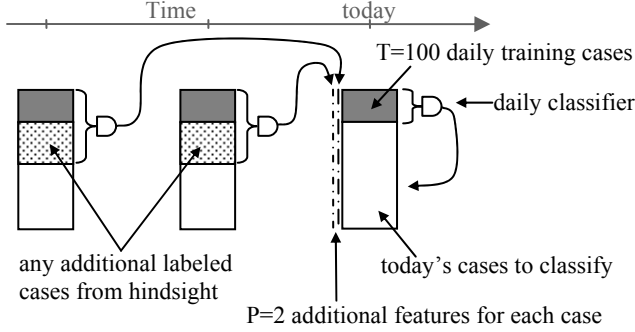 Time
today
T=100 daily training cases
daily classifier
any additional labeled
cases from hindsight
today's cases to classify
P=2 additional features for each case